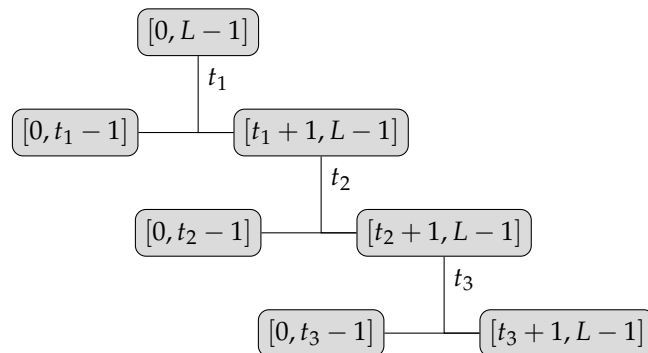 [0, L − 1]
t₁
[0, t₁ − 1] [t₁ + 1, L − 1]
t₂
[0, t₂ − 1] [t₂ + 1, L − 1]
t₃
[0, t₃ − 1] [t₃ + 1, L − 1]